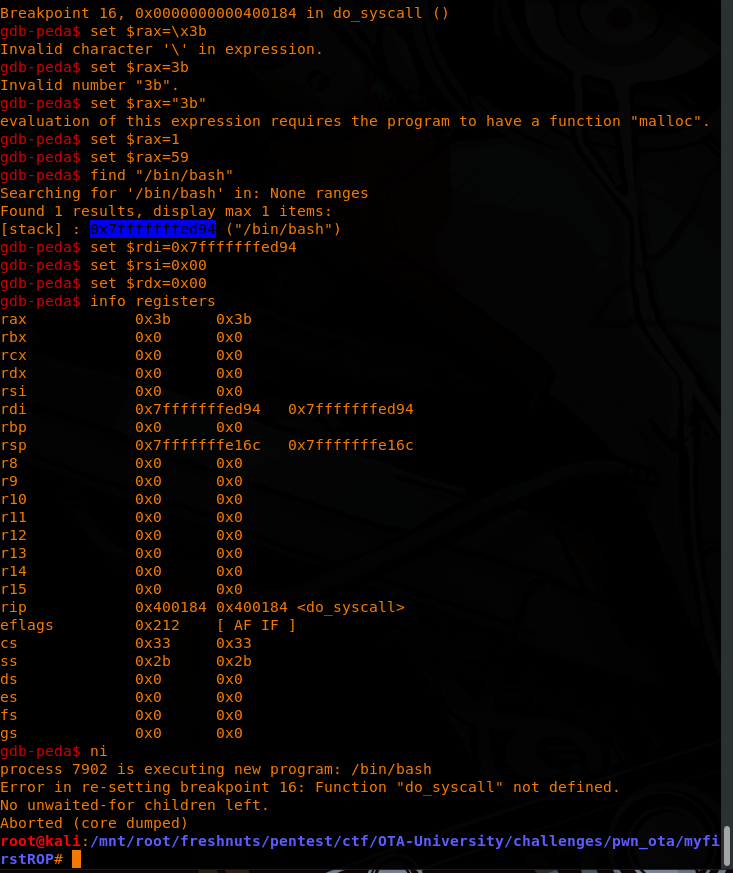 Breakpoint 16, 0x0000000000400184 in do_syscall ()
gdb-peda$ set $rax=\x3b
Invalid character '\' in expression.
gdb-peda$ set $rax=3b
Invalid number "3b".
gdb-peda$ set $rax="3b"
evaluation of this expression requires the program to have a function "malloc".
gdb-peda$ set $rax=1
gdb-peda$ set $rax=59
gdb-peda$ find "/bin/bash"
Searching for '/bin/bash' in: None ranges
Found 1 results, display max 1 items:
[stack] : 0x7fffffffed94 ("/bin/bash")
gdb-peda$ set $rdi=0x7fffffffed94
gdb-peda$ set $rsi=0x00
gdb-peda$ set $rdx=0x00
gdb-peda$ info registers
rax 0x3b 0x3b
rbx 0x0 0x0
rcx 0x0 0x0
rdx 0x0 0x0
rsi 0x0 0x0
rdi 0x7fffffffed94 0x7fffffffed94
rbp 0x0 0x0
rsp 0x7fffffffe16c 0x7fffffffe16c
r8 0x0 0x0
r9 0x0 0x0
r10 0x0 0x0
r11 0x0 0x0
r12 0x0 0x0
r13 0x0 0x0
r14 0x0 0x0
r15 0x0 0x0
rip 0x400184 0x400184 <do_syscall>
eflags 0x212 [ AF IF ]
cs 0x33 0x33
ss 0x2b 0x2b
ds 0x0 0x0
es 0x0 0x0
fs 0x0 0x0
gs 0x0 0x0
gdb-peda$ ni
process 7902 is executing new program: /bin/bash
Error in re-setting breakpoint 16: Function "do_syscall" not defined.
No unwaited-for children left.
Aborted (core dumped)
root@kali:/mnt/root/freshnuts/pentest/ctf/OTA-University/challenges/pwn_ota/myfi
rstROP#